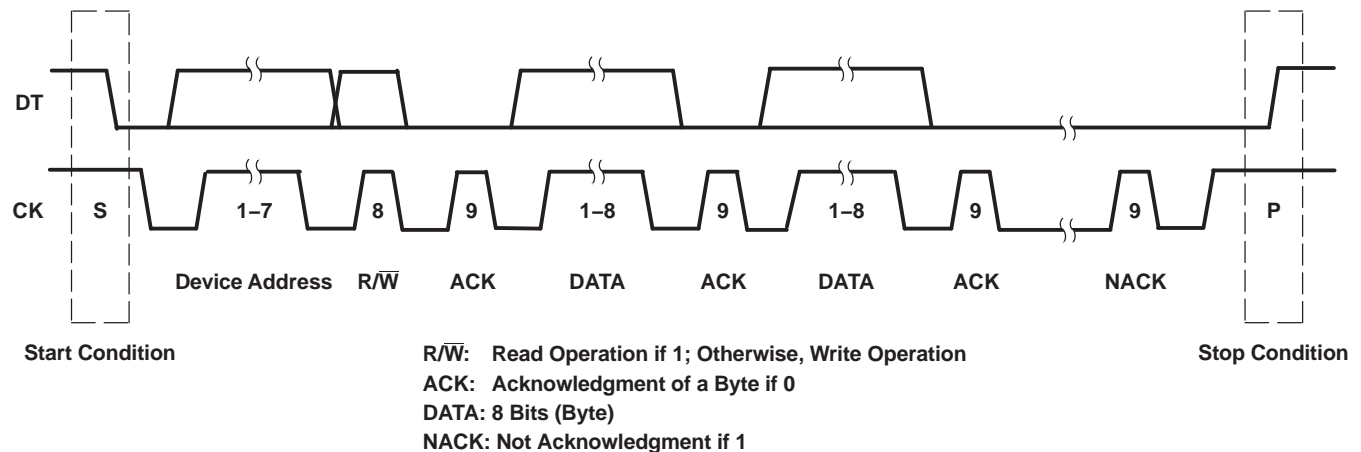 DT
CK S 1–7 8 9 1–8 9 1–8 9 9 P
Device Address R/W̅ ACK DATA ACK DATA ACK NACK
Start Condition Stop Condition
R/W̅: Read Operation if 1; Otherwise, Write Operation
ACK: Acknowledgment of a Byte if 0
DATA: 8 Bits (Byte)
NACK: Not Acknowledgment if 1